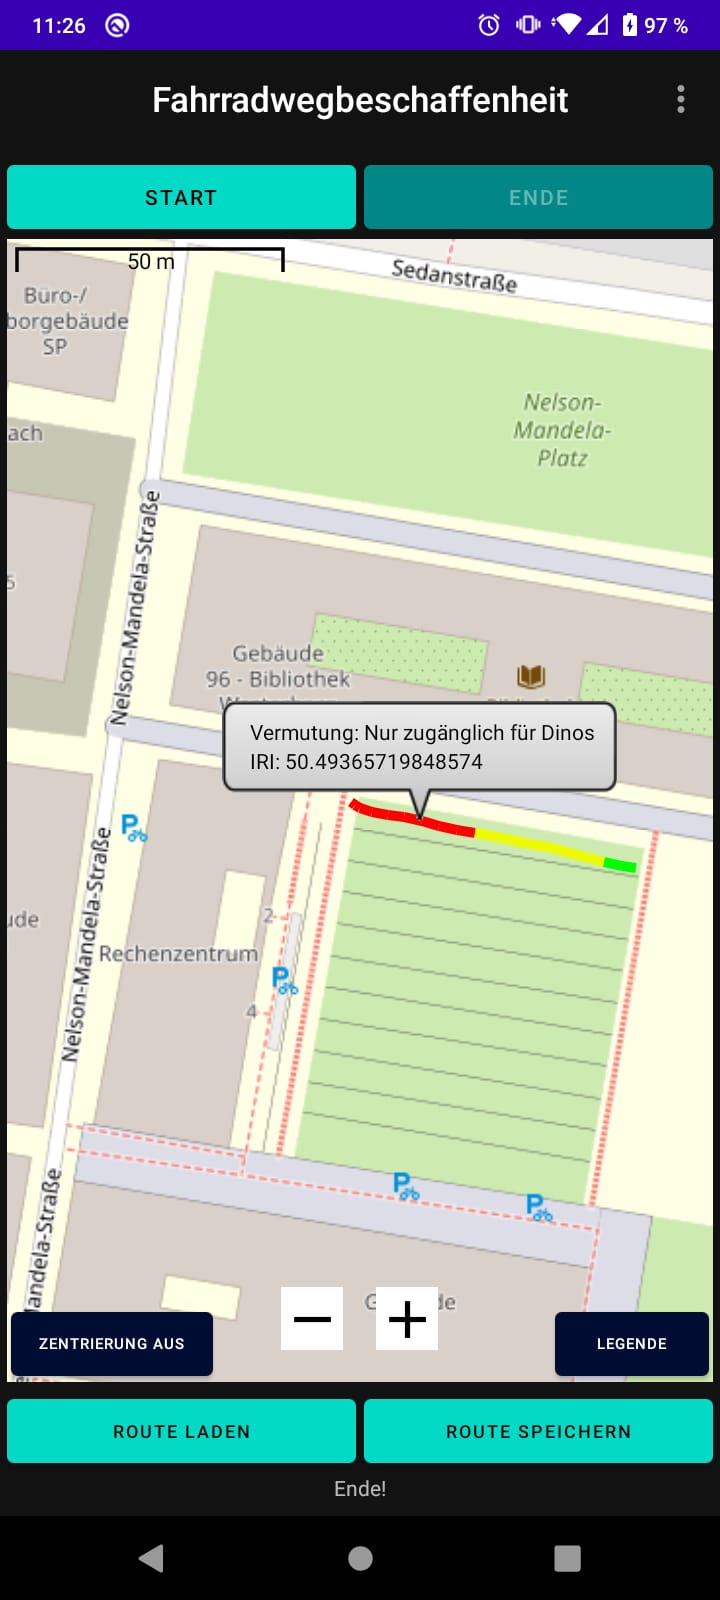 11:26
97 %
Fahrradwegbeschaffenheit
START
ENDE
50 m
Sedanstraße
Büro-/
borgebäude
SP
Nelson-
Mandela-
Platz
ach
Nelson-Mandela-Straße
5
Gebäude
96 - Bibliothek
Vermutung: Nur zugänglich für Dinos
IRI: 50.49365719848574
P
Nelson-Mandela-Straße
ude
2
Rechenzentrum
P
4
P
P
Mandela-Straße
ZENTRIERUNG AUS
−
+
LEGENDE
ROUTE LADEN
ROUTE SPEICHERN
Ende!